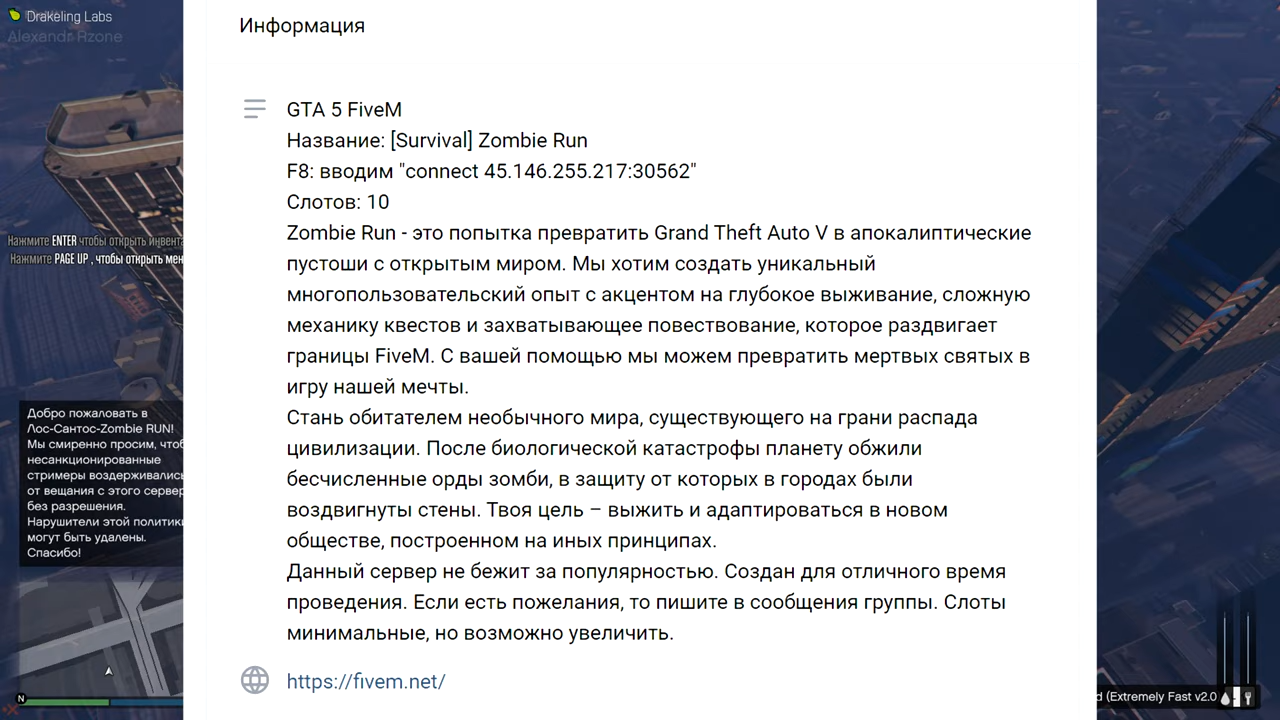 Drakeling Labs
Alexandr Rzone
Информация
GTA 5 FiveM
Название: [Survival] Zombie Run
F8: вводим "connect 45.146.255.217:30562"
Слотов: 10
Zombie Run - это попытка превратить Grand Theft Auto V в апокалиптические
пустоши с открытым миром. Мы хотим создать уникальный
многопользовательский опыт с акцентом на глубокое выживание, сложную
механику квестов и захватывающее повествование, которое раздвигает
границы FiveM. С вашей помощью мы можем превратить мертвых святых в
игру нашей мечты.
Стань обитателем необычного мира, существующего на грани распада
цивилизации. После биологической катастрофы планету обжили
бесчисленные орды зомби, в защиту от которых в городах были
воздвигнуты стены. Твоя цель – выжить и адаптироваться в новом
обществе, построенном на иных принципах.
Данный сервер не бежит за популярностью. Создан для отличного время
проведения. Если есть пожелания, то пишите в сообщения группы. Слоты
минимальные, но возможно увеличить.
https://fivem.net/
Нажмите ENTER чтобы открыть инвента
Нажмите PAGE UP , чтобы открыть мен
Добро пожаловать в
Лос-Сантос-Zombie RUN!
Мы смиренно просим, чтоб
несанкционированные
стримеры воздерживались
от вещания с этого сервер
без разрешения.
Нарушители этой политики
могут быть удалены.
Спасибо!
N
d (Extremely Fast v2.0